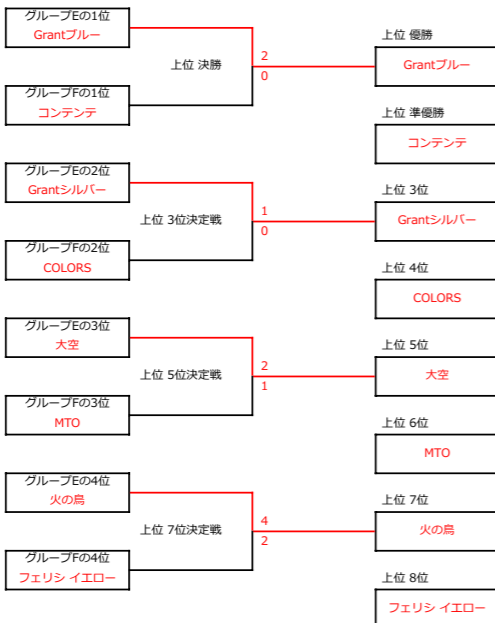 グループEの1位
Grantブルー
上位 決勝
2
0
上位 優勝
Grantブルー
グループFの1位
コンテンテ
上位 準優勝
コンテンテ
グループEの2位
Grantシルバー
上位 3位決定戦
1
0
上位 3位
Grantシルバー
グループFの2位
COLORS
上位 4位
COLORS
グループEの3位
大空
上位 5位決定戦
2
1
上位 5位
大空
グループFの3位
MTO
上位 6位
MTO
グループEの4位
火の鳥
上位 7位決定戦
4
2
上位 7位
火の鳥
グループFの4位
フェリシ イエロー
上位 8位
フェリシ イエロー